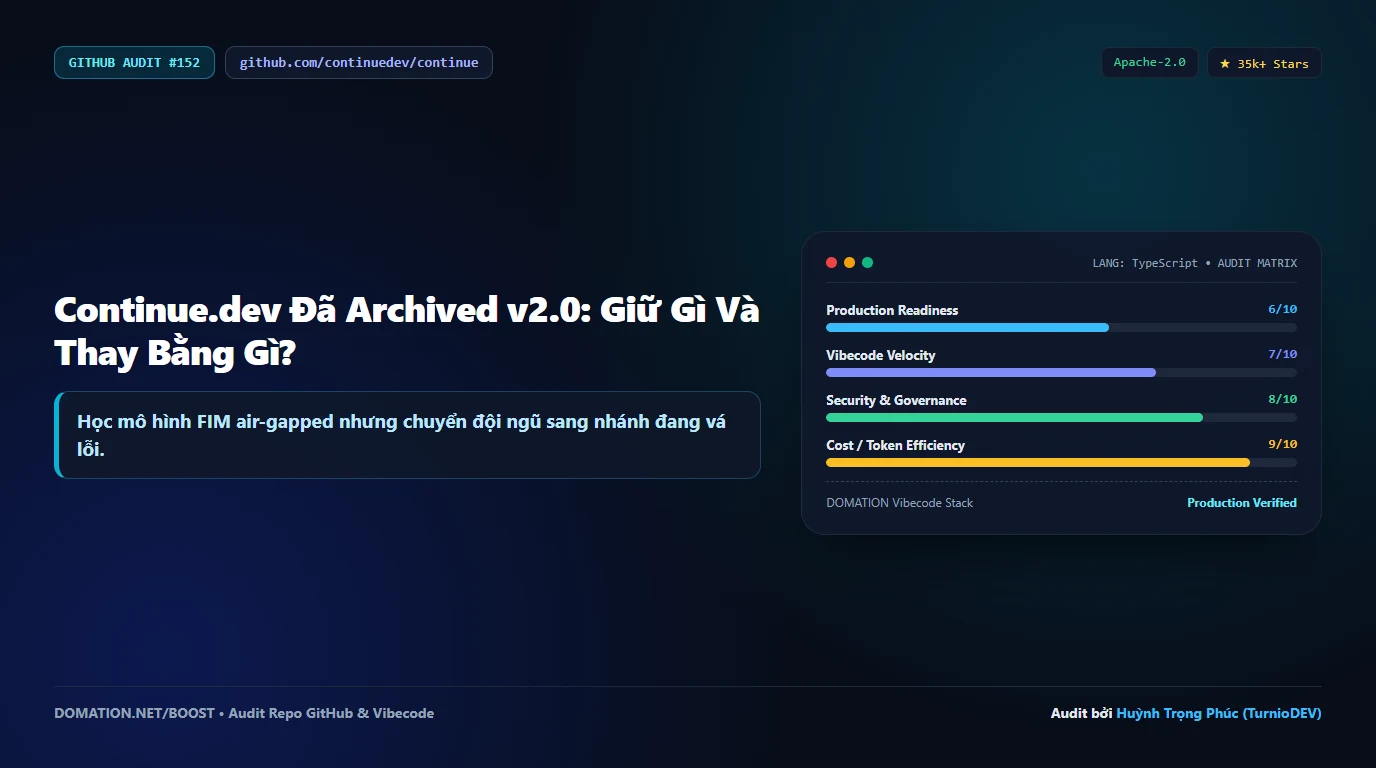 GITHUB AUDIT #152
github.com/continuedev/continue
Apache-2.0
★ 35k+ Stars
Continue.dev Đã Archived v2.0: Giữ Gì Và
Thay Bằng Gì?
Học mô hình FIM air-gapped nhưng chuyển đội ngũ sang nhánh đang vá
lỗi.
LANG: TypeScript • AUDIT MATRIX
Production Readiness 6/10
Vibecode Velocity 7/10
Security & Governance 8/10
Cost / Token Efficiency 9/10
DOMATION Vibecode Stack Production Verified
DOMATION.NET/BOOST • Audit Repo GitHub & Vibecode
Audit bởi Huỳnh Trọng Phúc (TurnioDEV)